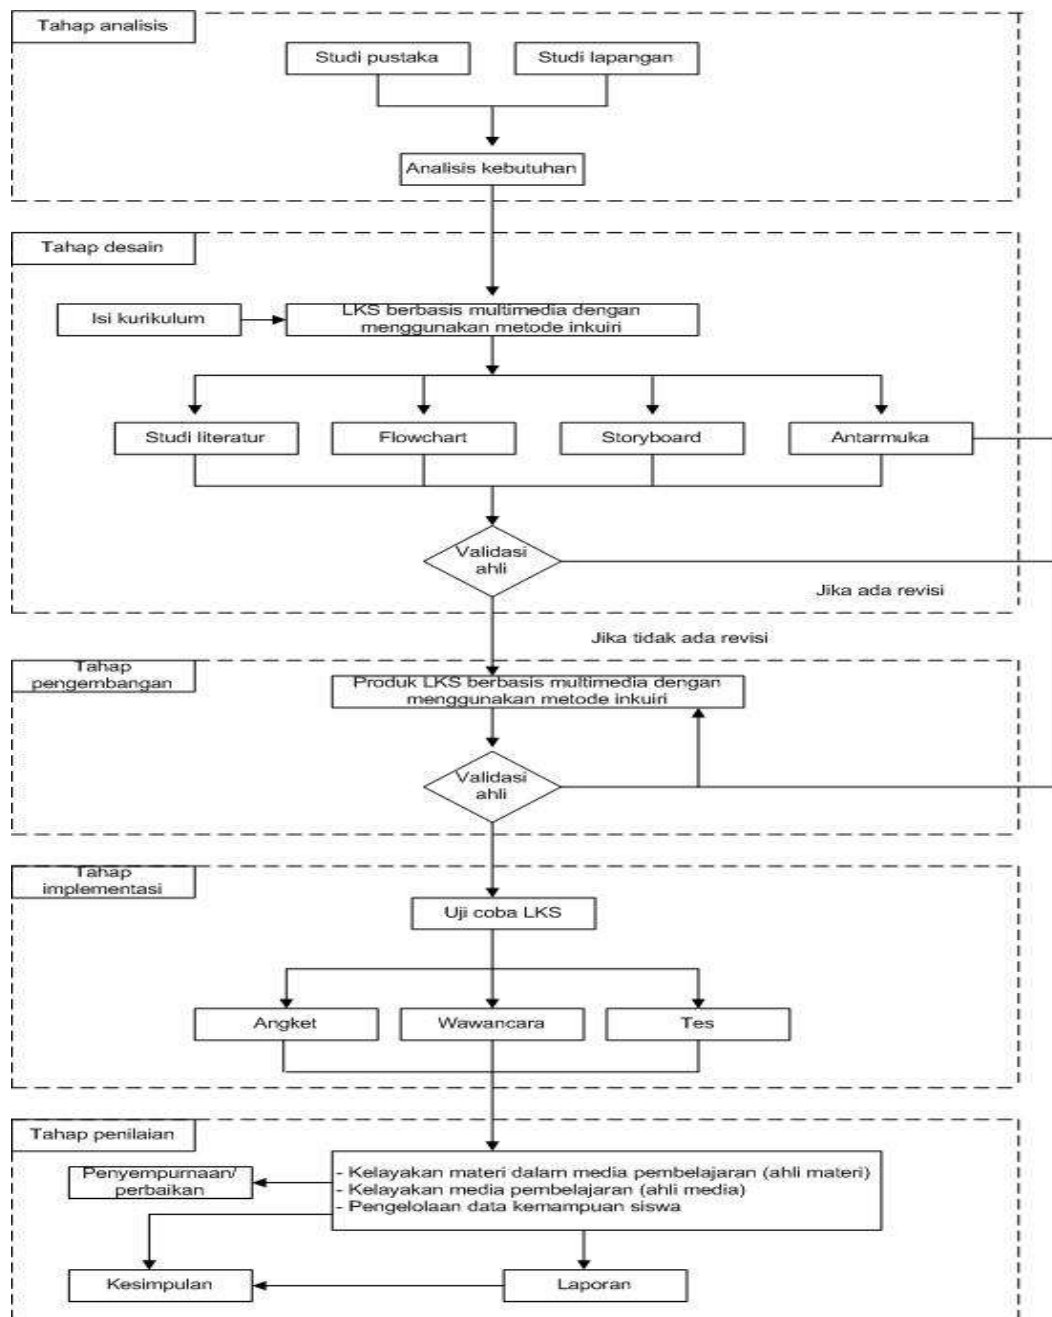 Tahap analisis
Studi pustaka
Studi lapangan
Analisis kebutuhan
Tahap desain
Isi kurikulum
LKS berbasis multimedia dengan
menggunakan metode inkuiri
Studi literatur
Flowchart
Storyboard
Antarmuka
Validasi
ahli
Jika ada revisi
Jika tidak ada revisi
Tahap
pengembangan
Produk LKS berbasis multimedia dengan
menggunakan metode inkuiri
Validasi
ahli
Tahap
implementasi
Uji coba LKS
Angket
Wawancara
Tes
Tahap penilaian
Penyempurnaan/
perbaikan
- Kelayakan materi dalam media pembelajaran (ahli materi)
- Kelayakan media pembelajaran (ahli media)
- Pengelolaan data kemampuan siswa
Kesimpulan
Laporan